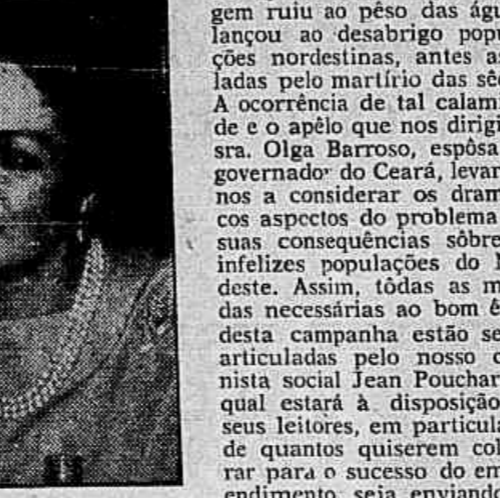 gem ruiu ao pêso das águ
lançou ao desabrigo popu
ções nordestinas, antes as
ladas pelo martírio das sê
A ocorrência de tal calam
de e o apêlo que nos dirigi
sra. Olga Barroso, espôsa
governador do Ceará, levar
nos a considerar os dram
cos aspectos do problema
suas consequências sôbre
infelizes populações do N
deste. Assim, tôdas as m
das necessárias ao bom ê
desta campanha estão se
articuladas pelo nosso c
nista social Jean Pouchar
qual estará à disposição
seus leitores, em particula
de quantos quiserem col
rar para o sucesso do em
endimento, seja enviando